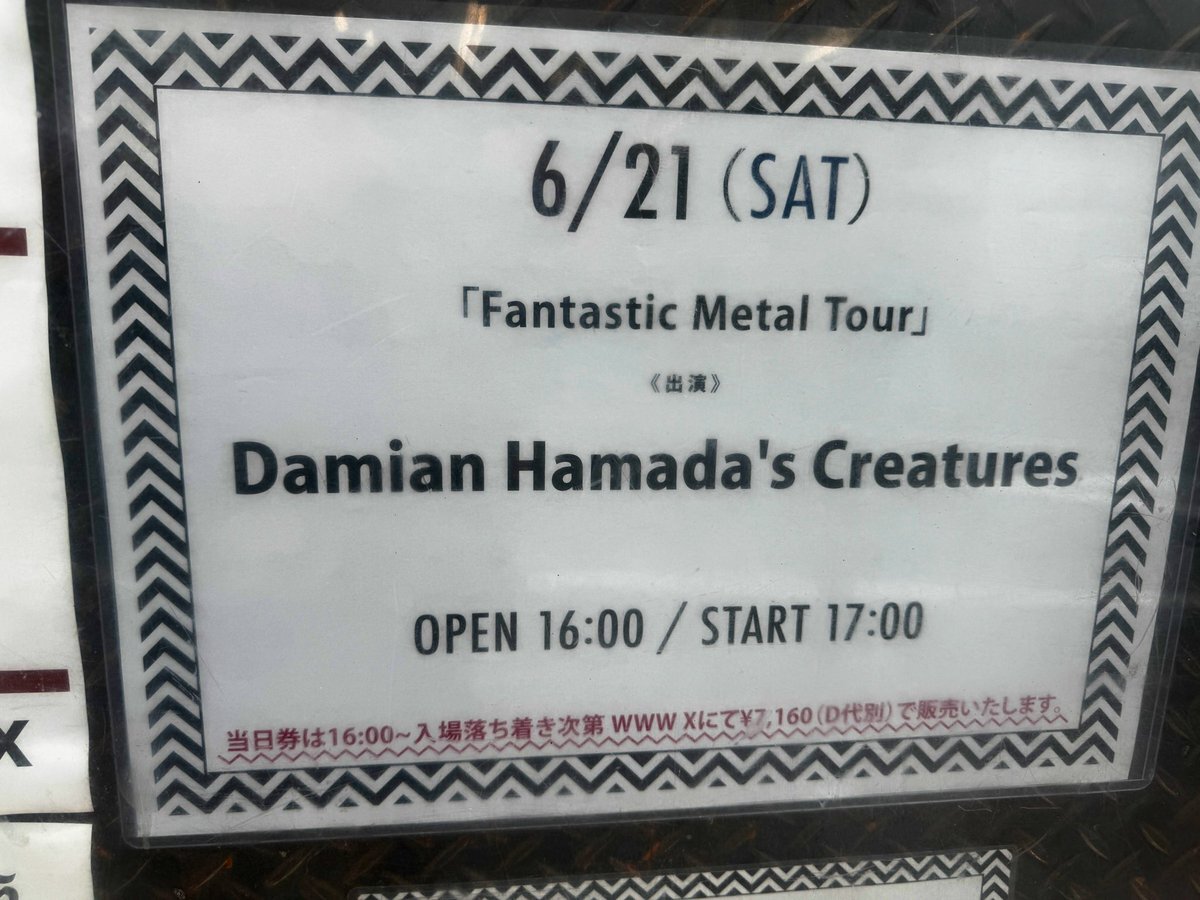 6/21 (SAT)
「Fantastic Metal Tour」
《出演》
Damian Hamada's Creatures
OPEN 16:00 / START 17:00
当日券は16:00~入場落ち着き次第 WWW Xにて¥7,160(D代別)で販売いたします。
x